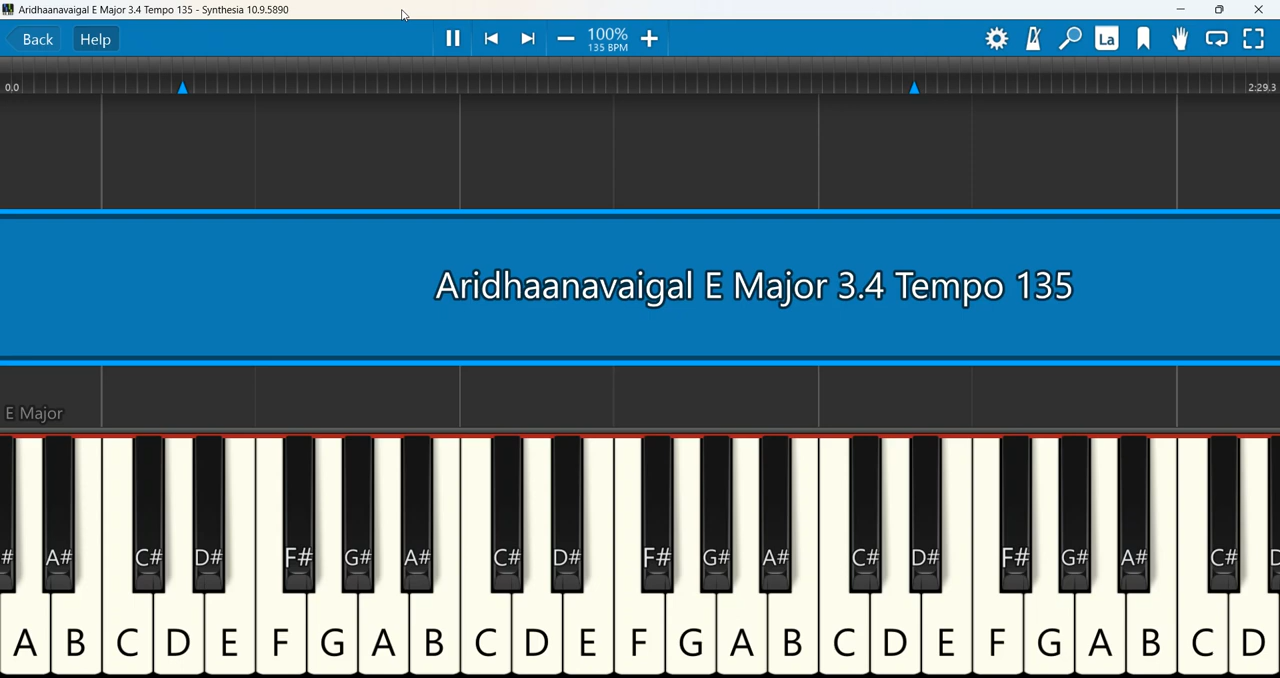 Aridhaanavaigal E Major 3.4 Tempo 135 - Synthesia 10.9.5890
Back Help 100% La
135 BPM
0,0 2:29,3
Aridhaanavaigal E Major 3.4 Tempo 135
E Major
# A# C# D# F# G# A# C# D# F# G# A# C# D# F# G# A# C# D
A B C D E F G A B C D E F G A B C D E F G A B C D